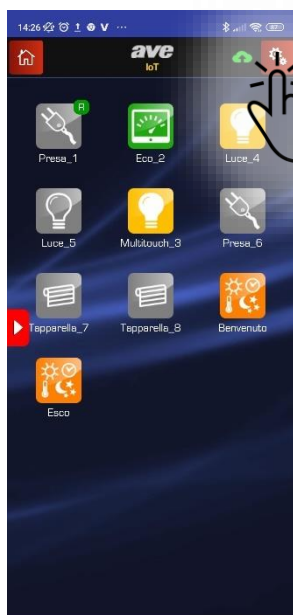 14:26
ave
IoT
R
Presa_1
Eco_2
Luce_4
Luce_5
Multitouch_3
Presa_6
Tapparella_7
Tapparella_8
Benvenuto
Esco